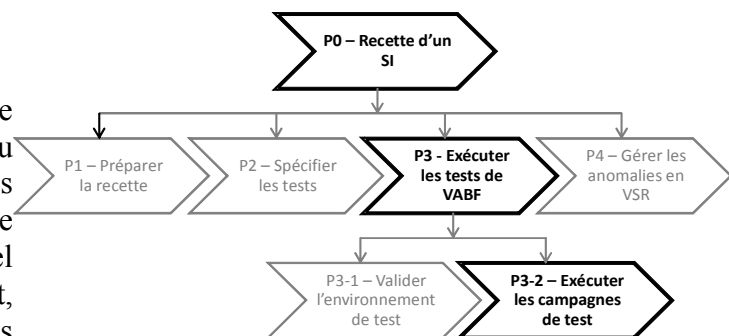 P0 – Recette d'un
SI
P1 – Préparer
la recette
P2 – Spécifier
les tests
P3 - Exécuter
les tests de
VABF
P4 – Gérer les
anomalies en
VSR
P3-1 – Valider
l'environnement
de test
P3-2 – Exécuter
les campagnes
de test
e
u
s
e
el
t,
s